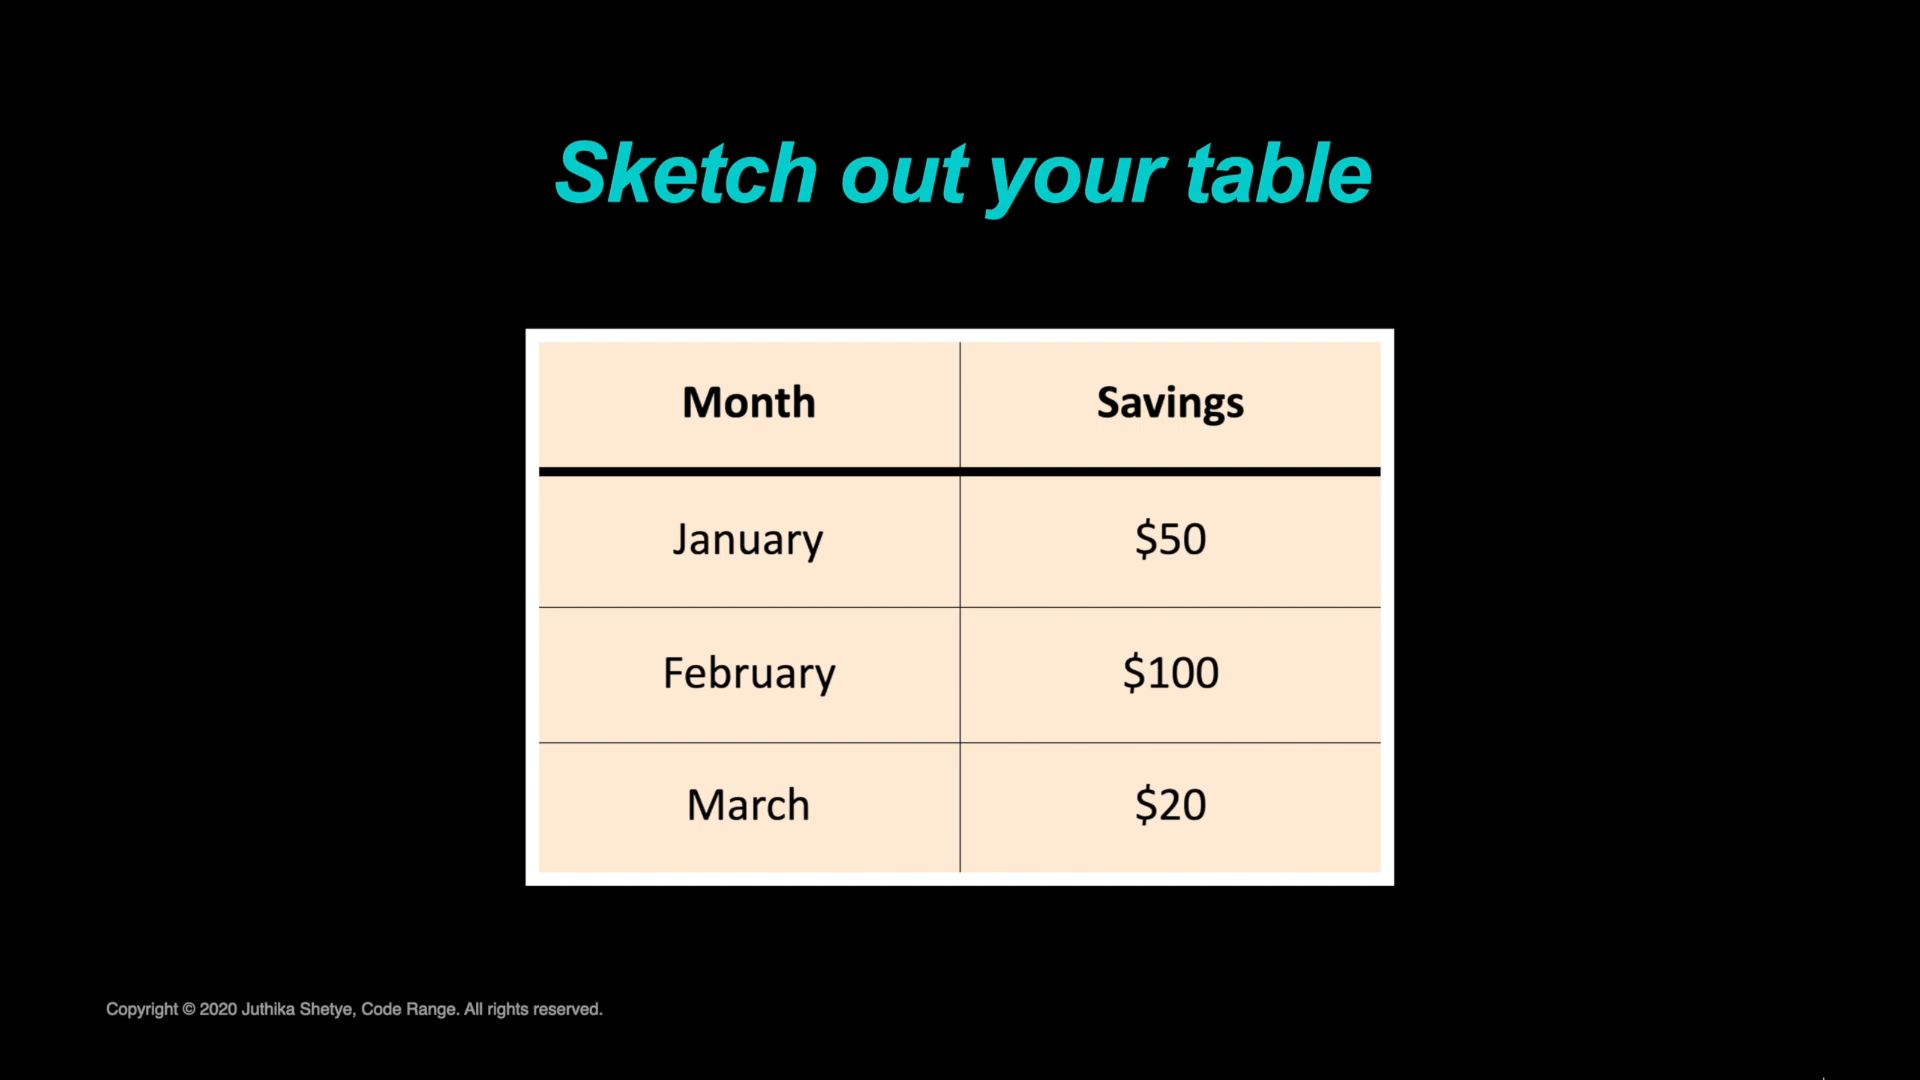 Sketch out your table
Month Savings
January $50
February $100
March $20
Copyright © 2020 Juthika Shetye, Code Range. All rights reserved.